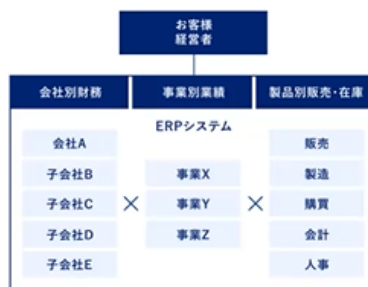 お客様
経営者
会社別財務
事業別業績
製品別販売・在庫
ERPシステム
会社A
子会社B
子会社C
子会社D
子会社E
×
事業X
事業Y
事業Z
×
販売
製造
購買
会計
人事